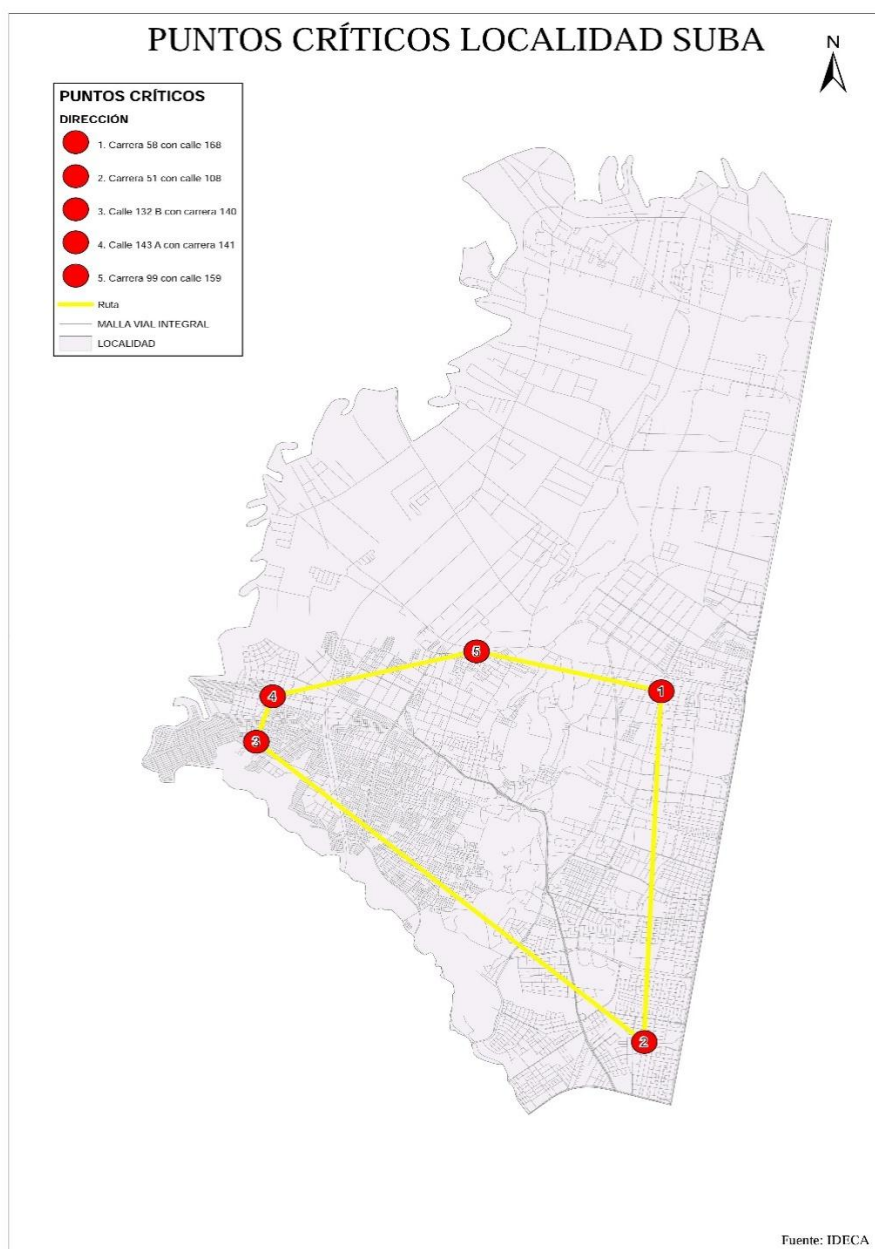 PUNTOS CRÍTICOS LOCALIDAD SUBA
N
PUNTOS CRÍTICOS
DIRECCIÓN
1. Carrera 58 con calle 168
2. Carrera 51 con calle 108
3. Calle 132 B con carrera 140
4. Calle 143 A con carrera 141
5. Carrera 99 con calle 159
Ruta
MALLA VIAL INTEGRAL
LOCALIDAD
5
1
4
3
2
Fuente: IDECA